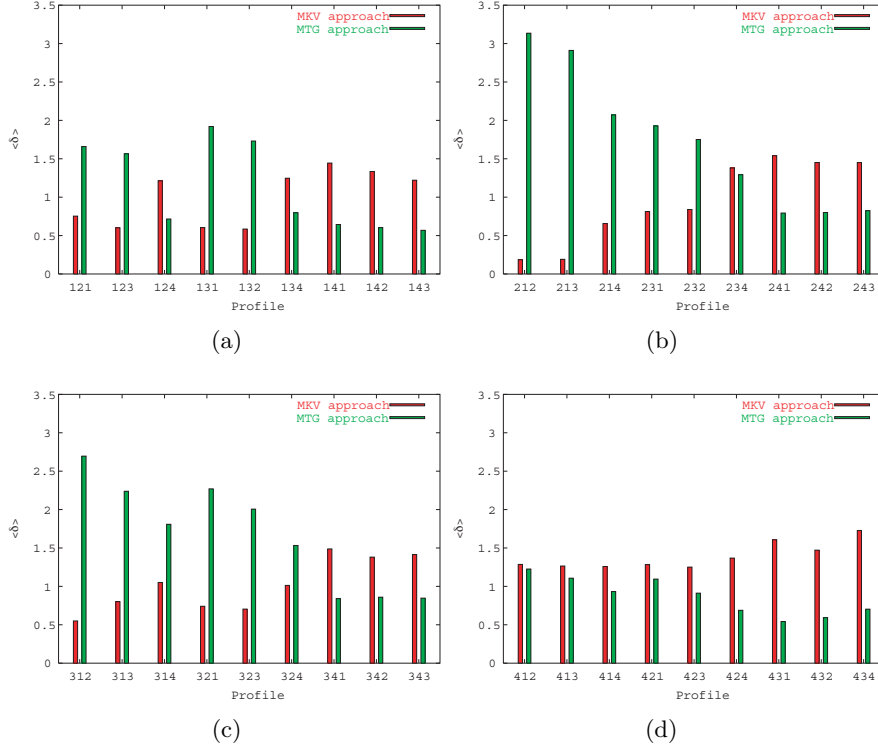 3.5
3
2.5
2
1.5
1
0.5
0
<δ>
MKV approach
MTG approach
121 123 124 131 132 134 141 142 143
Profile
(a)
3.5
3
2.5
2
1.5
1
0.5
0
<δ>
MKV approach
MTG approach
212 213 214 231 232 234 241 242 243
Profile
(b)
3.5
3
2.5
2
1.5
1
0.5
0
<δ>
MKV approach
MTG approach
312 313 314 321 323 324 341 342 343
Profile
(c)
3.5
3
2.5
2
1.5
1
0.5
0
<δ>
MKV approach
MTG approach
412 413 414 421 423 424 431 432 434
Profile
(d)